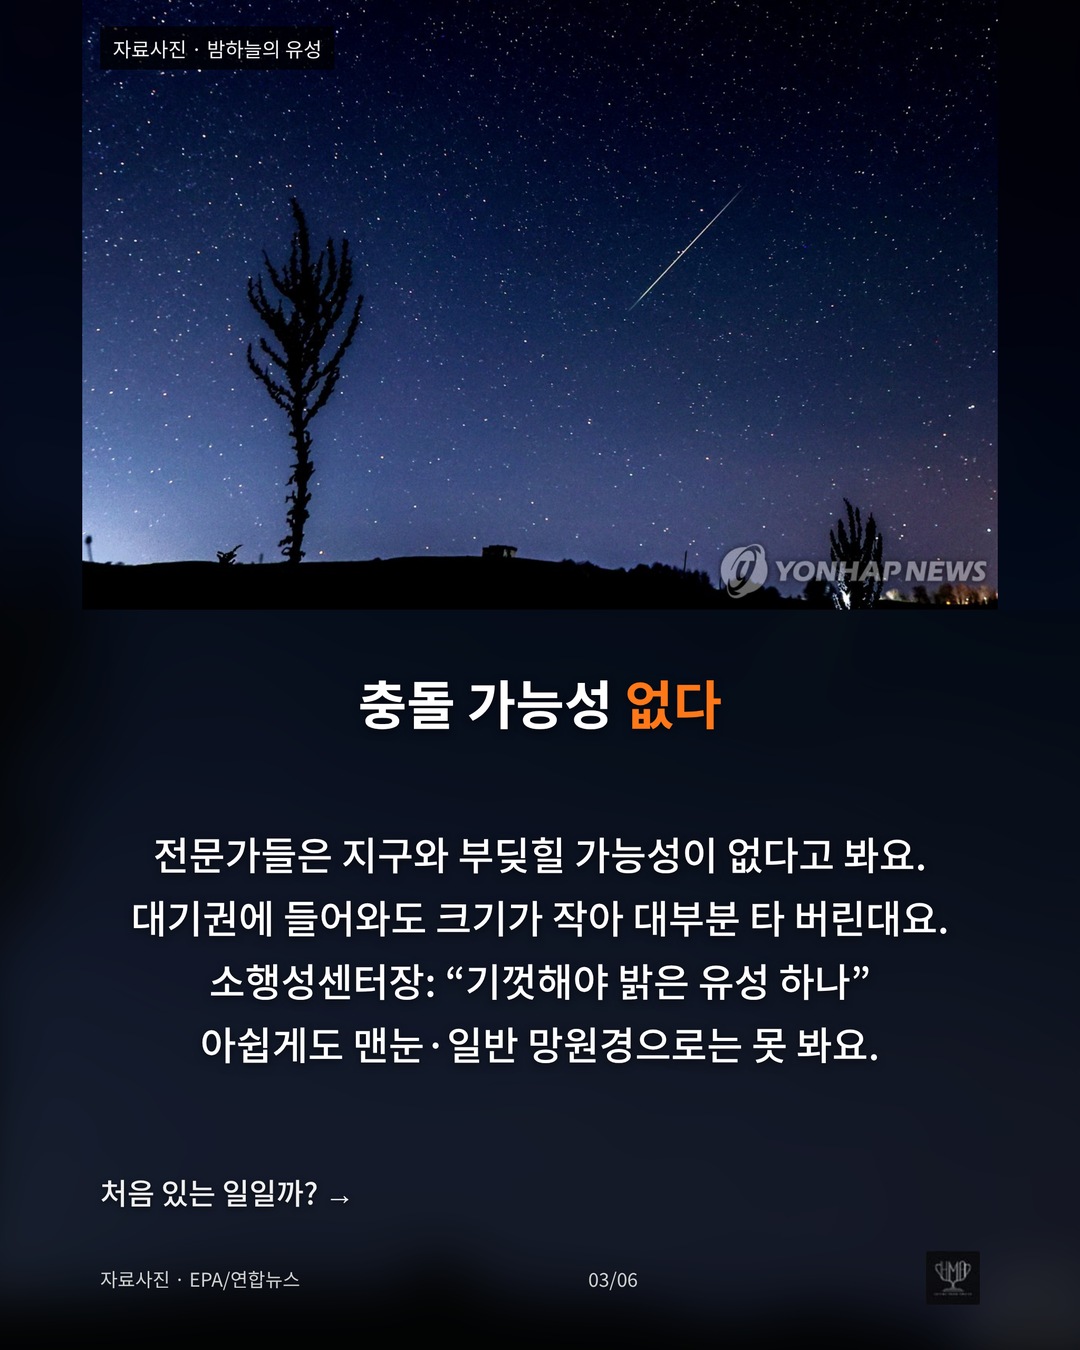 자료사진 · 밤하늘의 유성
YONHAP NEWS
충돌 가능성 없다
전문가들은 지구와 부딪힐 가능성이 없다고 봐요.
대기권에 들어와도 크기가 작아 대부분 타 버린대요.
소행성센터장: “기껏해야 밝은 유성 하나”
아쉽게도 맨눈·일반 망원경으로는 못 봐요.
처음 있는 일일까? →
자료사진 · EPA/연합뉴스
03/06